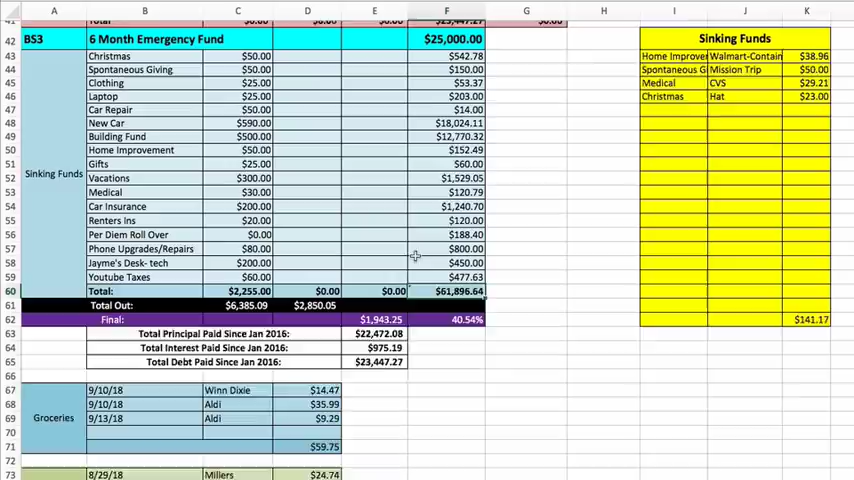 A B C D E F G H I J K
41 Total $0.00 $0.00 $23,447.27 $0.00
42 BS3 6 Month Emergency Fund $25,000.00 Sinking Funds
43 Christmas $50.00 $542.78 Home Improver Walmart-Contain $38.96
44 Spontaneous Giving $25.00 $150.00 Spontaneous G Mission Trip $50.00
45 Clothing $25.00 $53.37 Medical CVS $29.21
46 Laptop $25.00 $203.00 Christmas Hat $23.00
47 Car Repair $50.00 $14.00
48 New Car $590.00 $18,024.11
49 Building Fund $500.00 $12,770.32
50 Home Improvement $50.00 $152.49
51 Gifts $25.00 $60.00
Sinking Funds
52 Vacations $300.00 $1,529.05
53 Medical $30.00 $120.79
54 Car Insurance $200.00 $1,240.70
55 Renters Ins $20.00 $120.00
56 Per Diem Roll Over $0.00 $188.40
57 Phone Upgrades/Repairs $80.00 $800.00
58 Jayme's Desk- tech $200.00 $450.00
59 Youtube Taxes $60.00 $477.63
60 Total: $2,255.00 $0.00 $0.00 $61,896.64
61 Total Out: $6,385.09 $2,850.05
62 Final: $1,943.25 40.54% $141.17
63 Total Principal Paid Since Jan 2016: $22,472.08
64 Total Interest Paid Since Jan 2016: $975.19
65 Total Debt Paid Since Jan 2016: $23,447.27
66
67 9/10/18 Winn Dixie $14.47
68 9/10/18 Aldi $35.99
69 Groceries 9/13/18 Aldi $9.29
70
71 $59.75
72
73 8/29/18 Millers $24.74